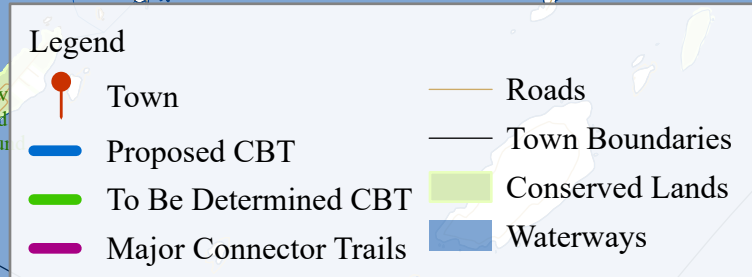 Legend
Town
Proposed CBT
To Be Determined CBT
Major Connector Trails
Roads
Town Boundaries
Conserved Lands
Waterways